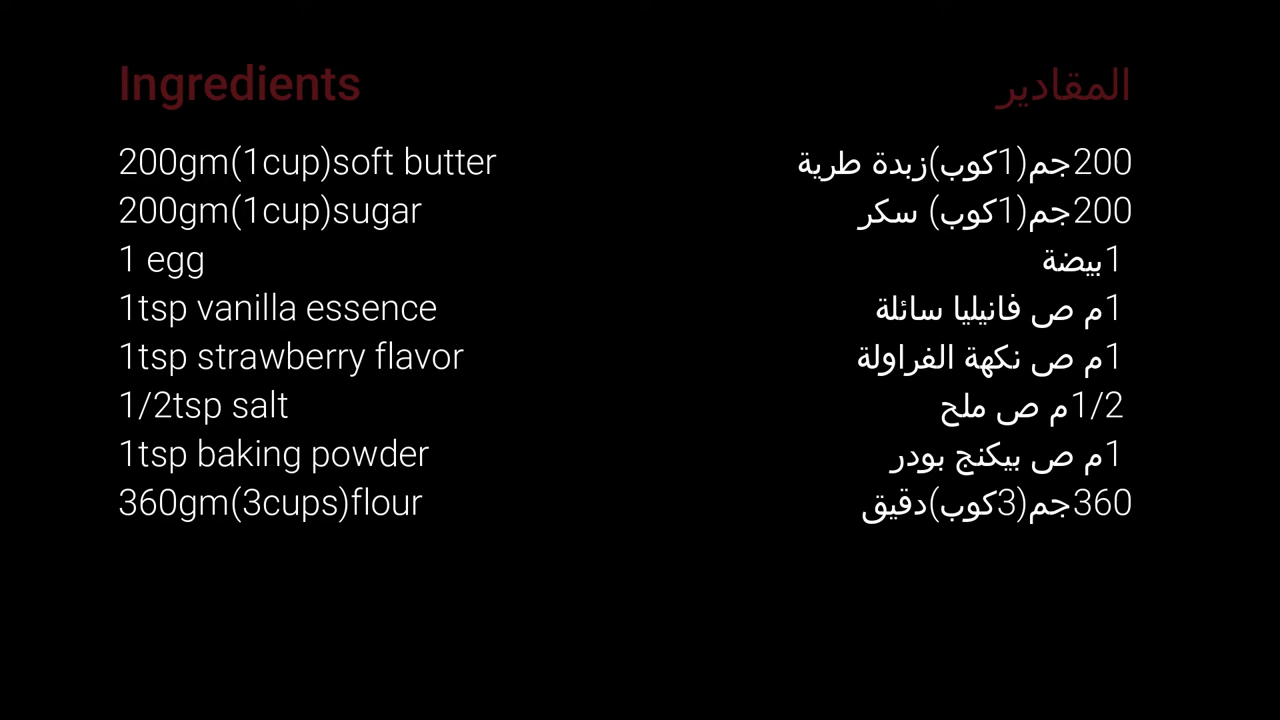 Ingredients
200gm(1cup)soft butter
200gm(1cup)sugar
1 egg
1tsp vanilla essence
1tsp strawberry flavor
1/2tsp salt
1tsp baking powder
360gm(3cups)flour
المقادير
200جم(1كوب)زبدة طرية
200جم(1كوب) سكر
1بيضة
1م ص فانيليا سائلة
1م ص نكهة الفراولة
1/2م ص ملح
1م ص بيكنج بودر
360جم(3كوب)دقيق